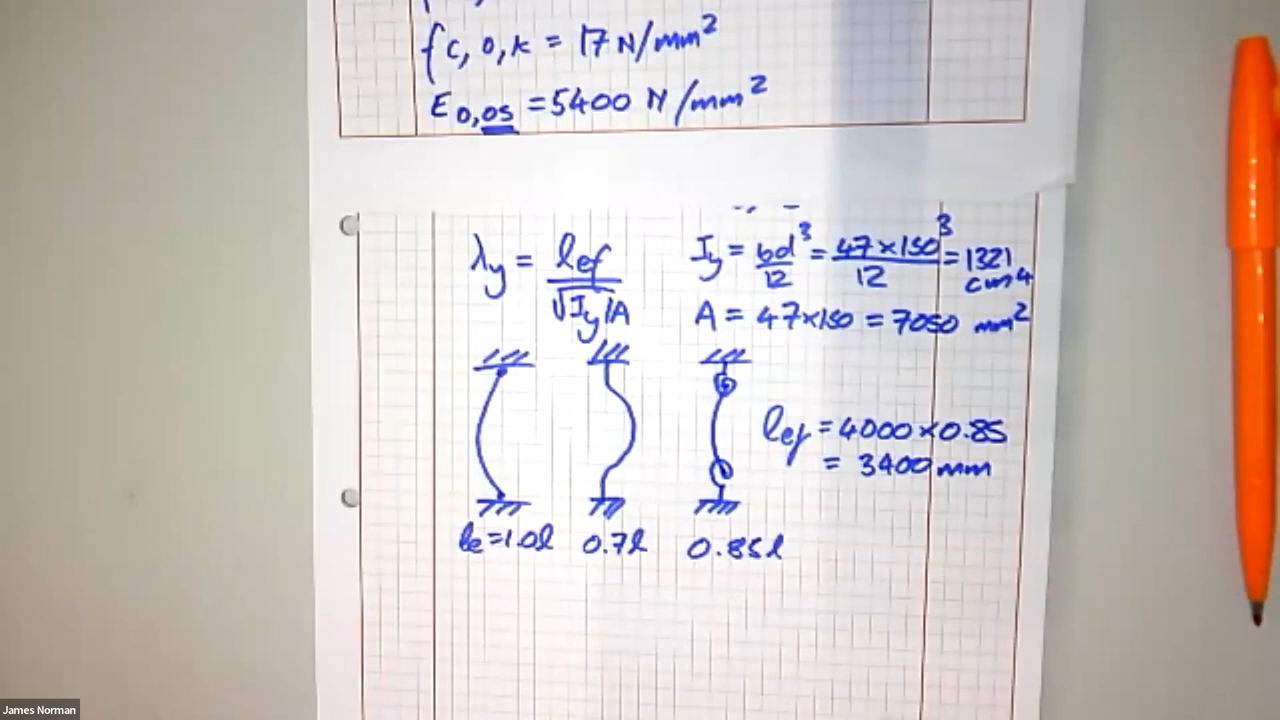 fc,0,k = 17 N/mm²
E0,05 = 5400 N/mm²
λy = lef / √Iy/A
Iy = bd³/12 = 47×150³/12 = 1321 cm⁴
A = 47×150 = 7050 mm²
lef = 4000×0.85
= 3400 mm
le=1.0l 0.7l 0.85l
James Norman